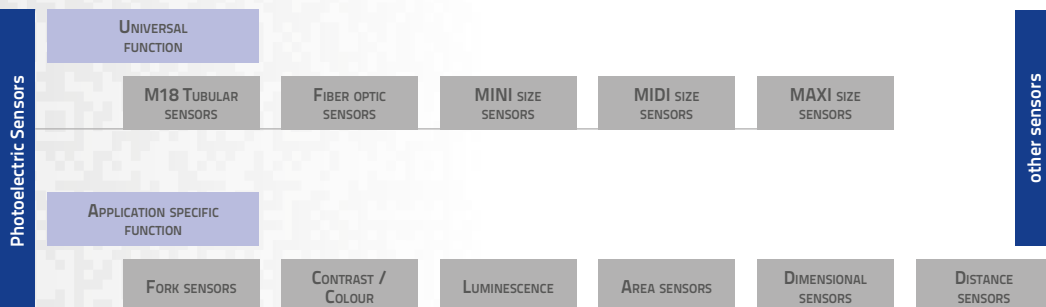 Photoelectric Sensors
Universal
function
M18 Tubular
sensors
Fiber optic
sensors
MINI size
sensors
MIDI size
sensors
MAXI size
sensors
other sensors
Application specific
function
Fork sensors
Contrast /
Colour
Luminescence
Area sensors
Dimensional
sensors
Distance
sensors